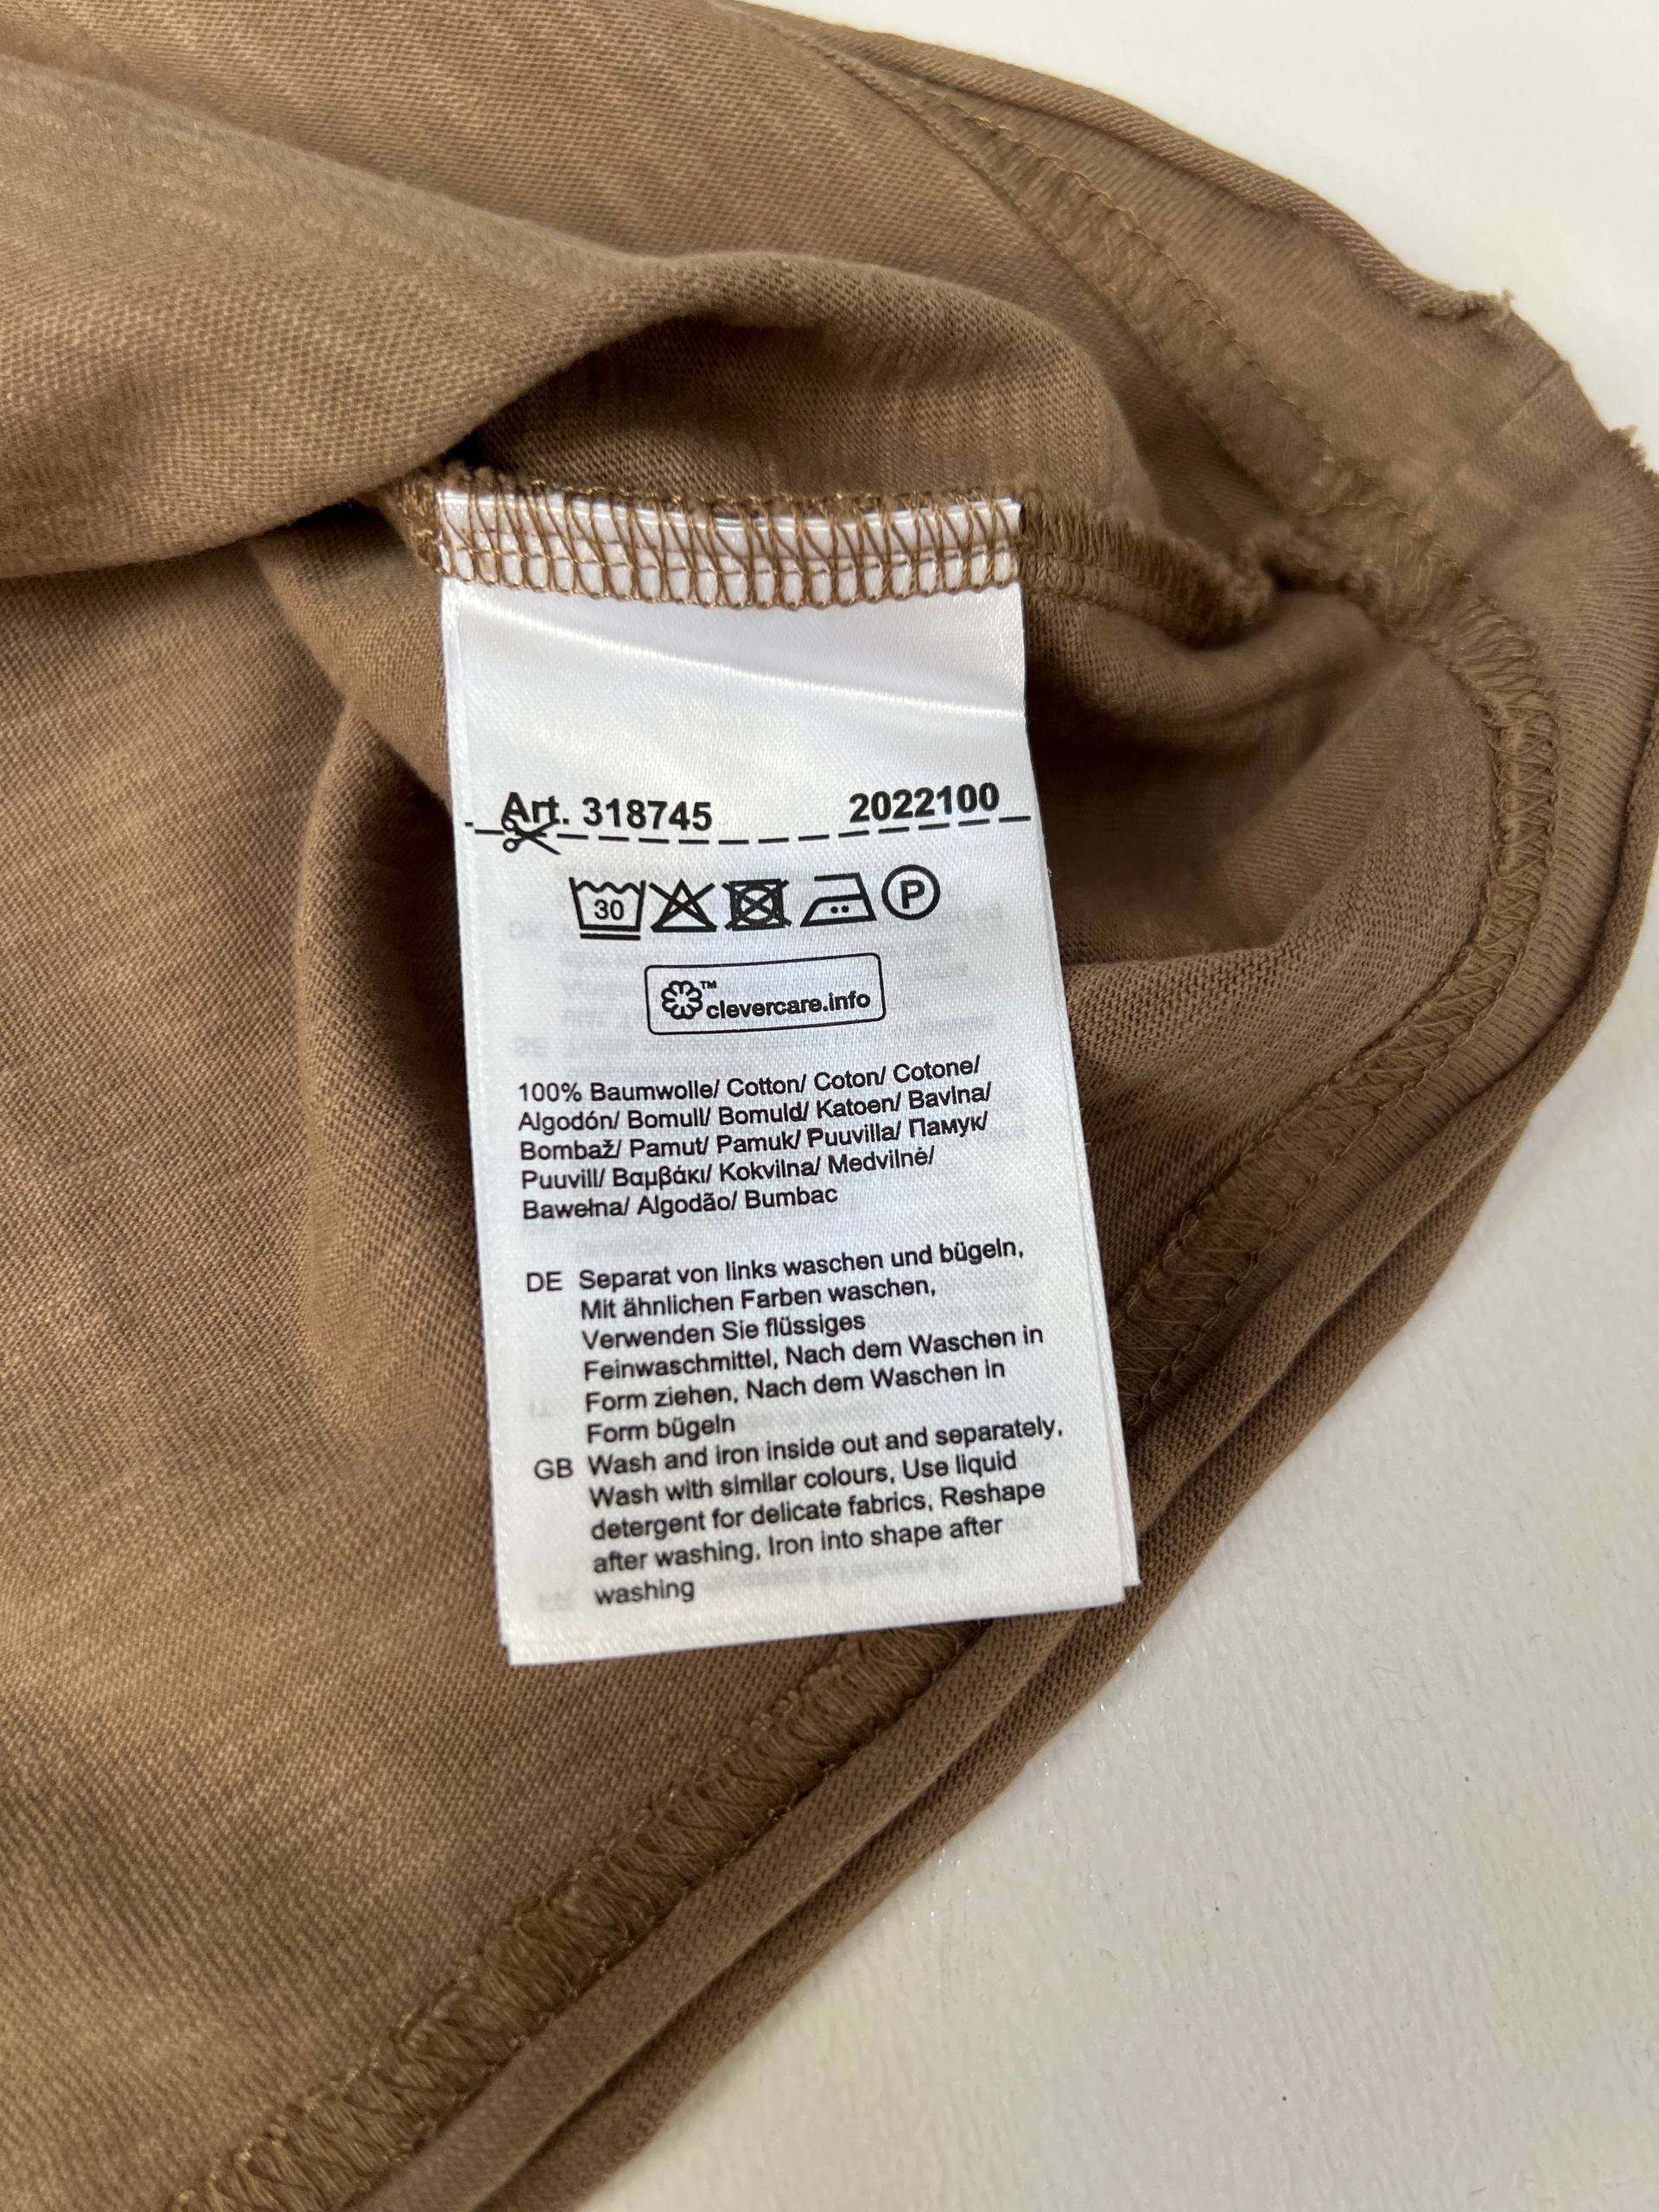 Art. 318745 2022100
30 P
clevercare.info TM
100% Baumwolle/ Cotton/ Coton/ Cotone/
Algodón/ Bomull/ Bomuld/ Katoen/ Bavlna/
Bombaž/ Pamut/ Pamuk/ Puuvilla/ Памук/
Puuvill/ Βαμβάκι/ Kokvilna/ Medvilnė/
Bawełna/ Algodão/ Bumbac
DE Separat von links waschen und bügeln,
Mit ähnlichen Farben waschen,
Verwenden Sie flüssiges
Feinwaschmittel, Nach dem Waschen in
Form ziehen, Nach dem Waschen in
Form bügeln
GB Wash and iron inside out and separately,
Wash with similar colours, Use liquid
detergent for delicate fabrics, Reshape
after washing, Iron into shape after
washing